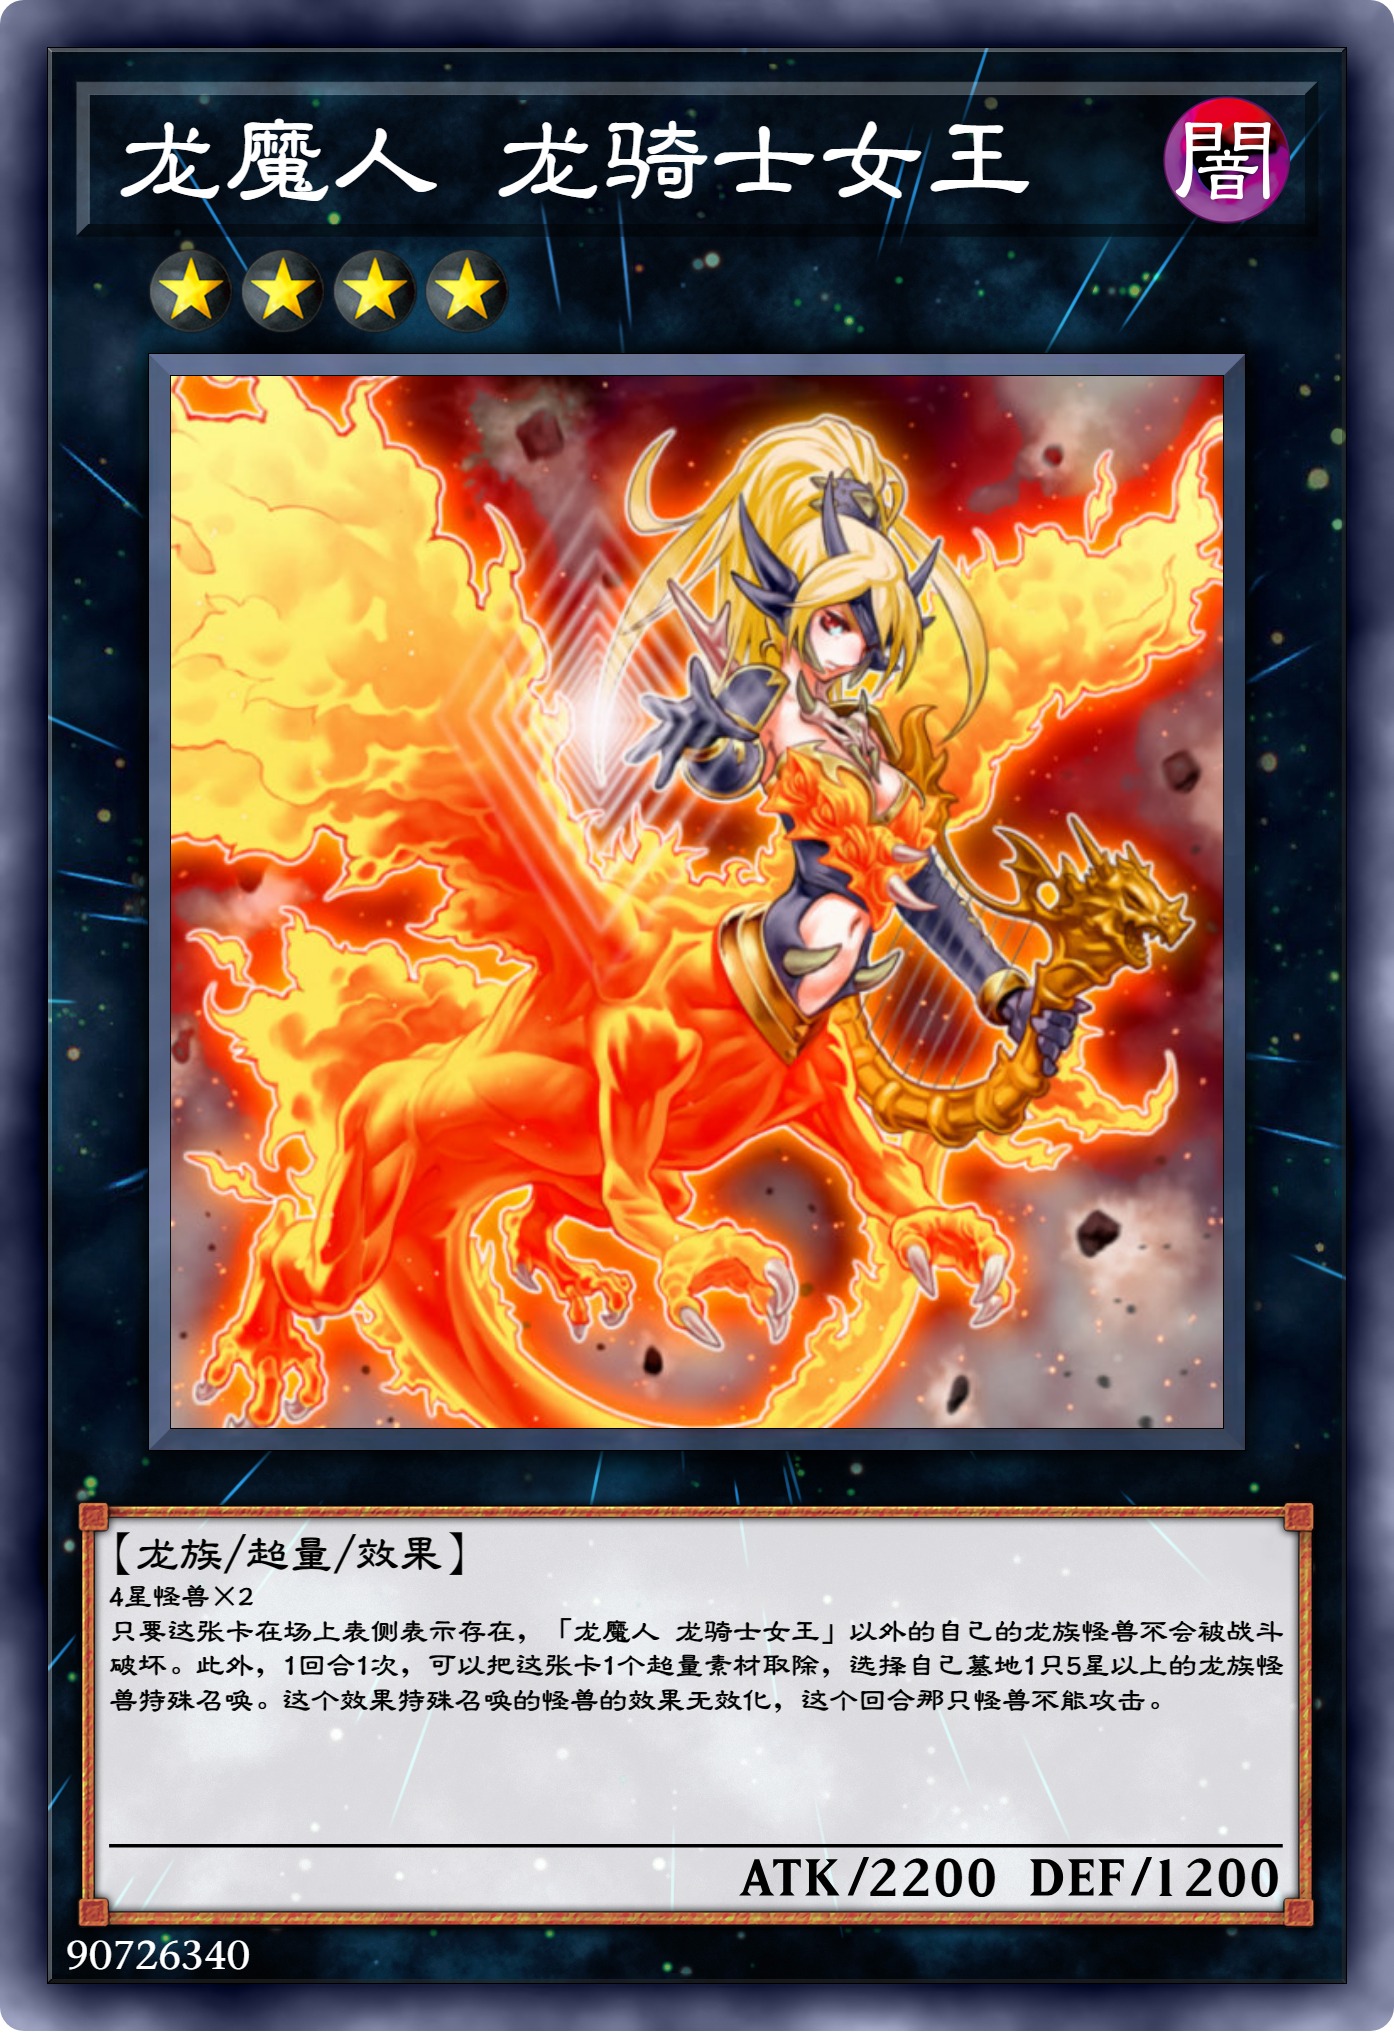 龙魔人 龙骑士女王
闇
【龙族/超量/效果】
4星怪兽×2
只要这张卡在场上表侧表示存在，「龙魔人 龙骑士女王」以外的自己的龙族怪兽不会被战斗
破坏。此外，1回合1次，可以把这张卡1个超量素材取除，选择自己墓地1只5星以上的龙族怪
兽特殊召唤。这个效果特殊召唤的怪兽的效果无效化，这个回合那只怪兽不能攻击。
ATK/2200 DEF/1200
90726340